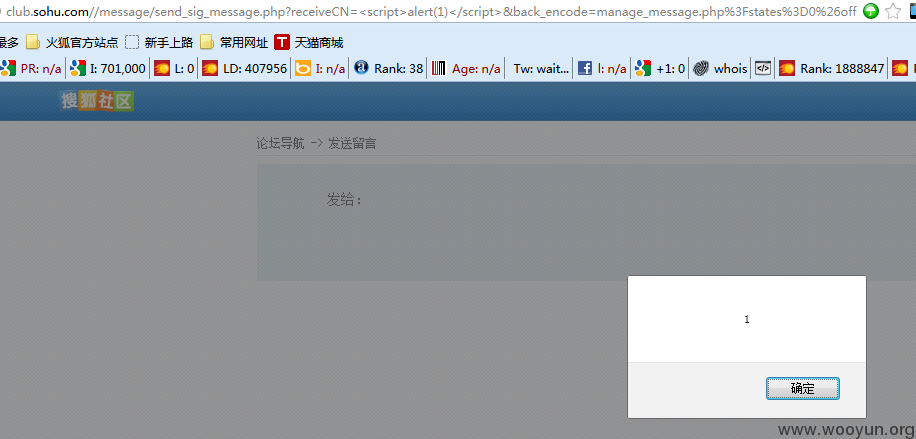 club.sohu.com//message/send_sig_message.php?receiveCN=<script>alert(1)</script>&back_encode=manage_message.php%3Fstates%3D0%26off
最多 火狐官方站点 新手上路 常用网址 T 天猫商城
PR: n/a I: 701,000 L: 0 LD: 407956 I: n/a a Rank: 38 Age: n/a Tw: wait... f l: n/a +1: 0 whois </> Rank: 1888847
搜狐社区
论坛导航 -> 发送留言
发给：
1
确定
www.wooyun.org